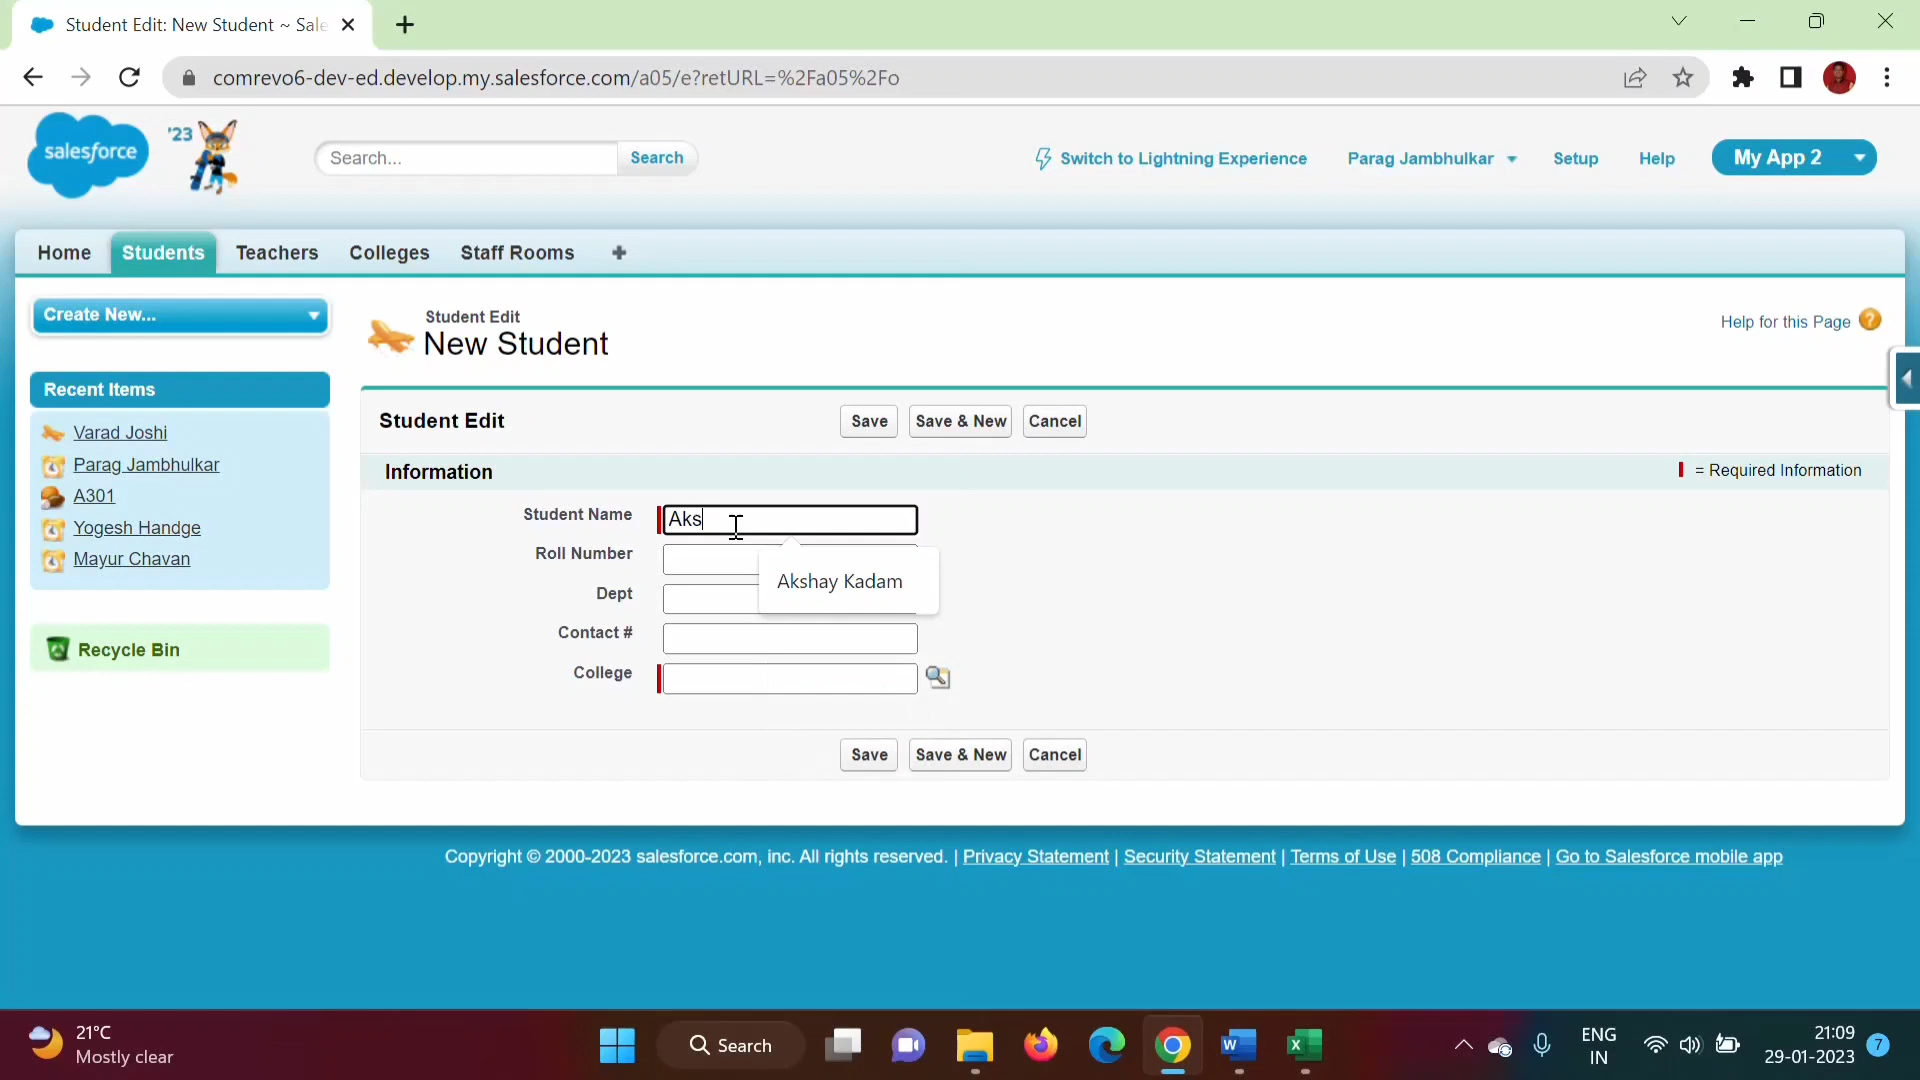 Student Edit: New Student ~ Sale
comrevo6-dev-ed.develop.my.salesforce.com/a05/e?retURL=%2Fa05%2Fo
salesforce
'23
Search...
Search
Switch to Lightning Experience
Parag Jambhulkar
Setup
Help
My App 2
Home
Students
Teachers
Colleges
Staff Rooms
Create New...
Student Edit
New Student
Help for this Page
Recent Items
Varad Joshi
Parag Jambhulkar
A301
Yogesh Handge
Mayur Chavan
Recycle Bin
Student Edit
Save
Save & New
Cancel
Information
= Required Information
Student Name
Aks
Roll Number
Akshay Kadam
Dept
Contact #
College
Save
Save & New
Cancel
Copyright © 2000-2023 salesforce.com, inc. All rights reserved. | Privacy Statement | Security Statement | Terms of Use | 508 Compliance | Go to Salesforce mobile app
21°C
Mostly clear
Search
ENG
IN
21:09
29-01-2023
7